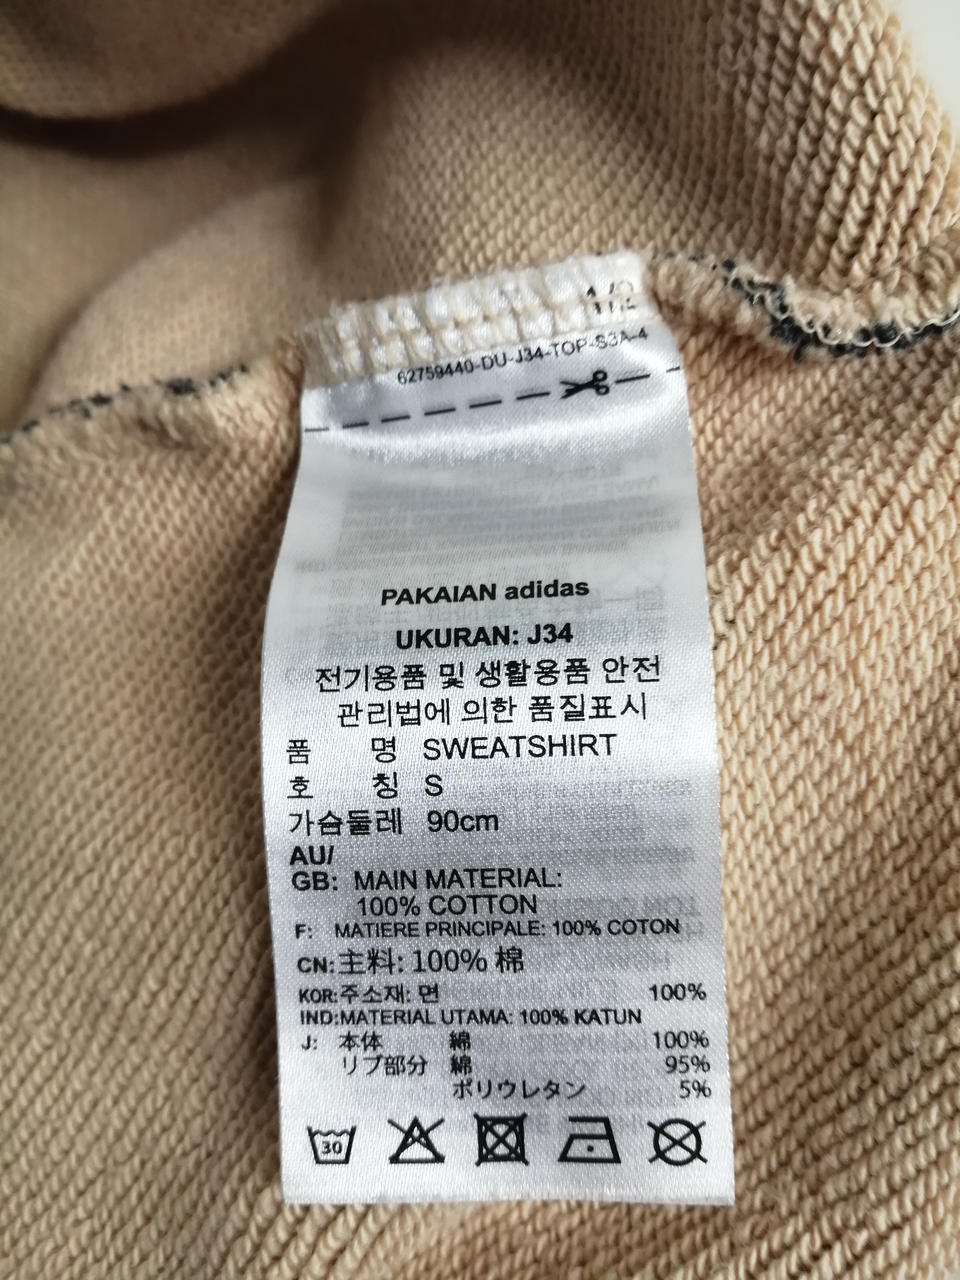 62759440-DU-J34-TOP-S3A-4
PAKAIAN adidas
UKURAN: J34
전기용품 및 생활용품 안전
관리법에 의한 품질표시
품 명 SWEATSHIRT
호 칭 S
가슴둘레 90cm
AU/
GB: MAIN MATERIAL:
100% COTTON
F: MATIERE PRINCIPALE: 100% COTON
CN:主料: 100% 棉
KOR:주소재: 면 100%
IND:MATERIAL UTAMA: 100% KATUN
J: 本体 綿 100%
リブ部分 綿 95%
ポリウレタン 5%
30